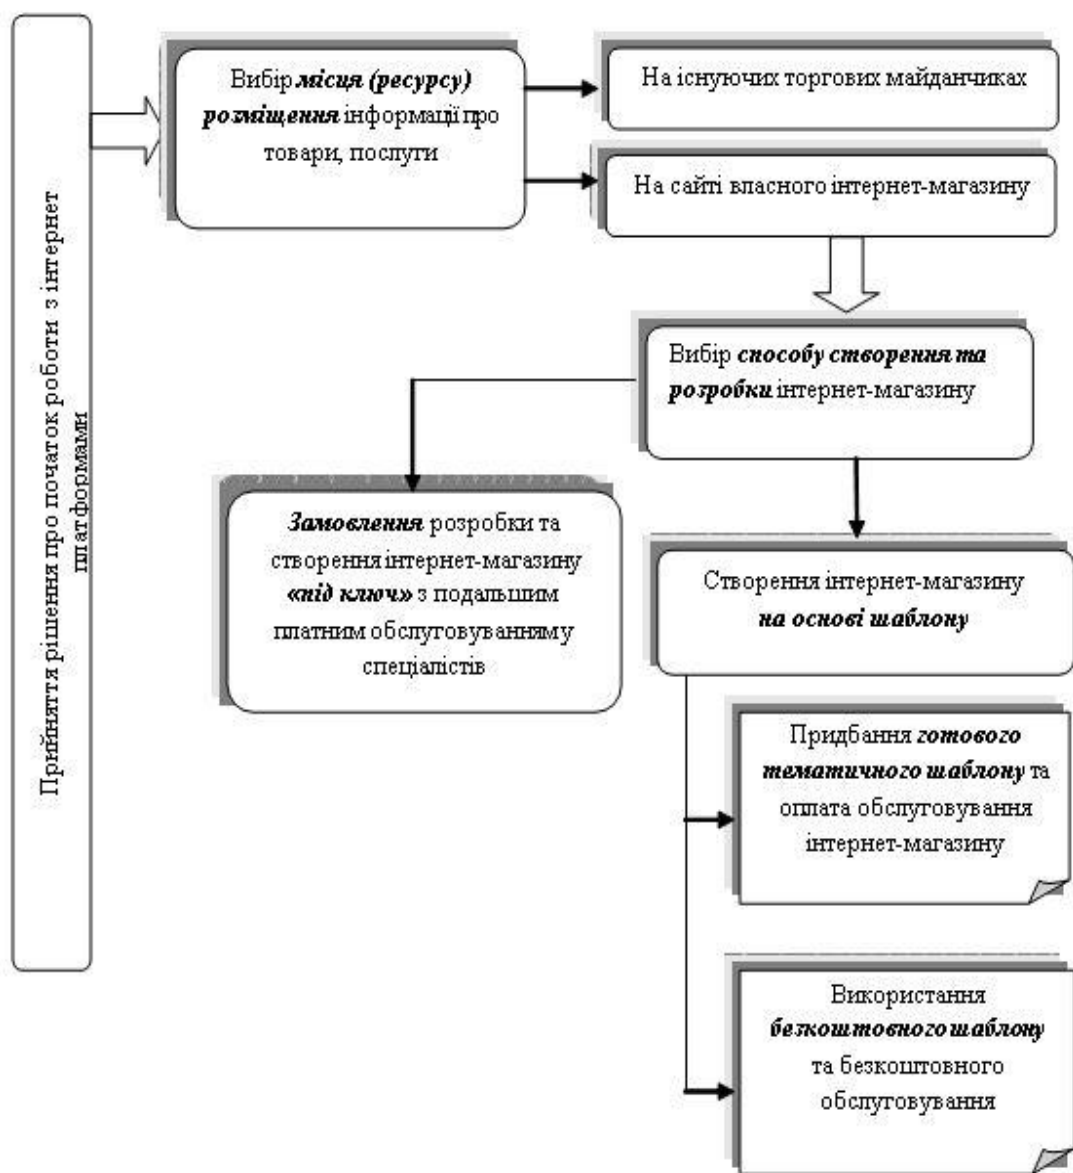 Прийняття рішення про початок роботи з інтернет
платформами
Вибір місця (ресурсу)
розміщення інформації про
товари, послуги
На існуючих торгових майданчиках
На сайті власного інтернет-магазину
Вибір способу створення та
розробки інтернет-магазину
Замовлення розробки та
створення інтернет-магазину
«під ключ» з подальшим
платним обслуговуванням у
спеціалістів
Створення інтернет-магазину
на основі шаблону
Придбання готового
тематичного шаблону та
оплата обслуговування
інтернет-магазину
Використання
безкоштовного шаблону
та безкоштовного
обслуговування